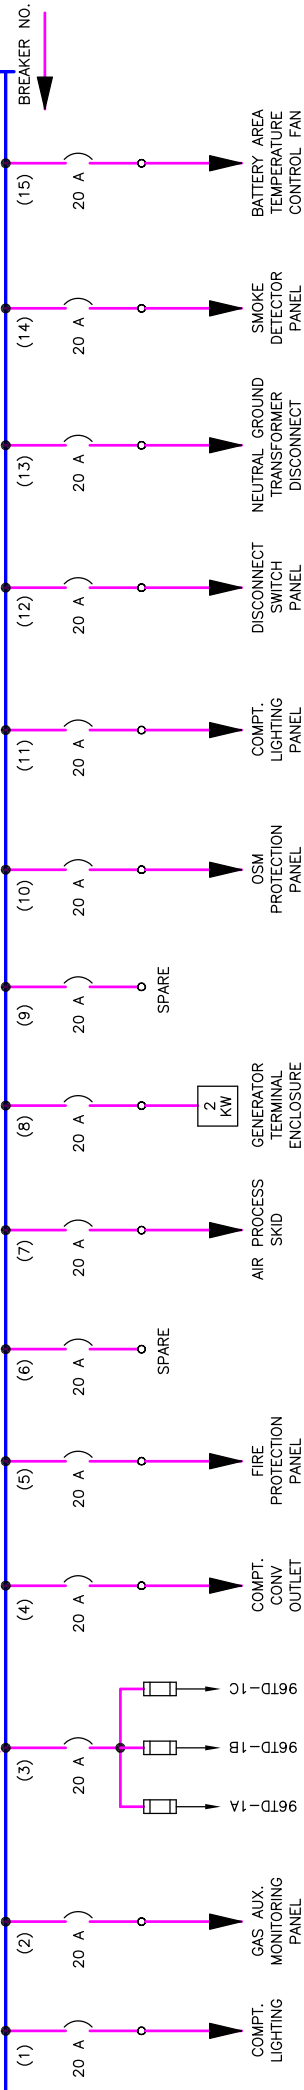 BREAKER NO.
(15)
20 A
BATTERY AREA
TEMPERATURE
CONTROL FAN
(14)
20 A
SMOKE
DETECTOR
PANEL
(13)
20 A
NEUTRAL GROUND
TRANSFORMER
DISCONNECT
(12)
20 A
DISCONNECT
SWITCH
PANEL
(11)
20 A
COMPT.
LIGHTING
PANEL
(10)
20 A
OSM
PROTECTION
PANEL
(9)
20 A
SPARE
(8)
20 A
2
KW
GENERATOR
TERMINAL
ENCLOSURE
(7)
20 A
AIR PROCESS
SKID
(6)
20 A
SPARE
(5)
20 A
FIRE
PROTECTION
PANEL
(4)
20 A
COMPT.
CONV
OUTLET
(3)
20 A
96TD-1C
96TD-1B
96TD-1A
(2)
20 A
GAS AUX.
MONITORING
PANEL
(1)
20 A
COMPT.
LIGHTING